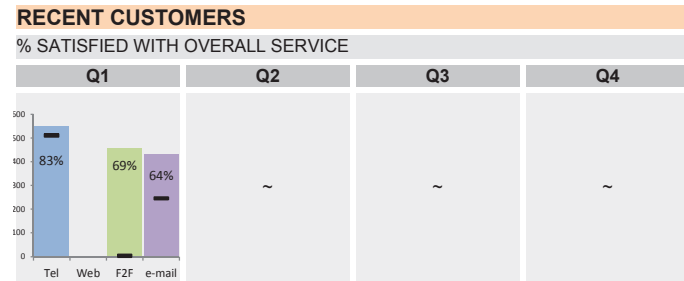 RECENT CUSTOMERS
% SATISFIED WITH OVERALL SERVICE
Q1 Q2 Q3 Q4
600
500
400
300
200
100
0
83% 69% 64%
~ ~ ~
Tel Web F2F e-mail